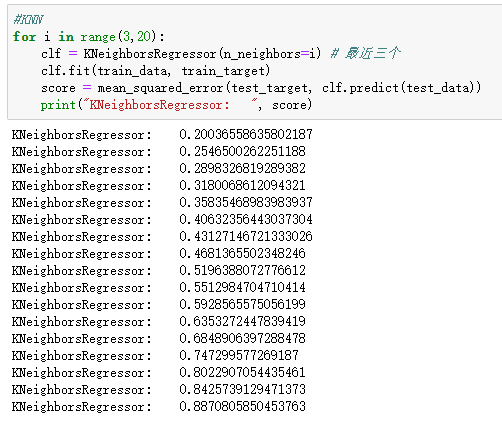 #KNN
for i in range(3,20):
    clf = KNeighborsRegressor(n_neighbors=i) # 最近三个
    clf.fit(train_data, train_target)
    score = mean_squared_error(test_target, clf.predict(test_data))
    print("KNeighborsRegressor:   ", score)
KNeighborsRegressor:    0.20036558635802187
KNeighborsRegressor:    0.2546500262251188
KNeighborsRegressor:    0.2898326819289382
KNeighborsRegressor:    0.3180068612094321
KNeighborsRegressor:    0.35835468983983937
KNeighborsRegressor:    0.40632356443037304
KNeighborsRegressor:    0.43127146721333026
KNeighborsRegressor:    0.4681365502348246
KNeighborsRegressor:    0.5196388072776612
KNeighborsRegressor:    0.5512984704710414
KNeighborsRegressor:    0.5928565575056199
KNeighborsRegressor:    0.6353272447839419
KNeighborsRegressor:    0.6848906397288478
KNeighborsRegressor:    0.747299577269187
KNeighborsRegressor:    0.8022907054435461
KNeighborsRegressor:    0.8425739129471373
KNeighborsRegressor:    0.8870805850453763